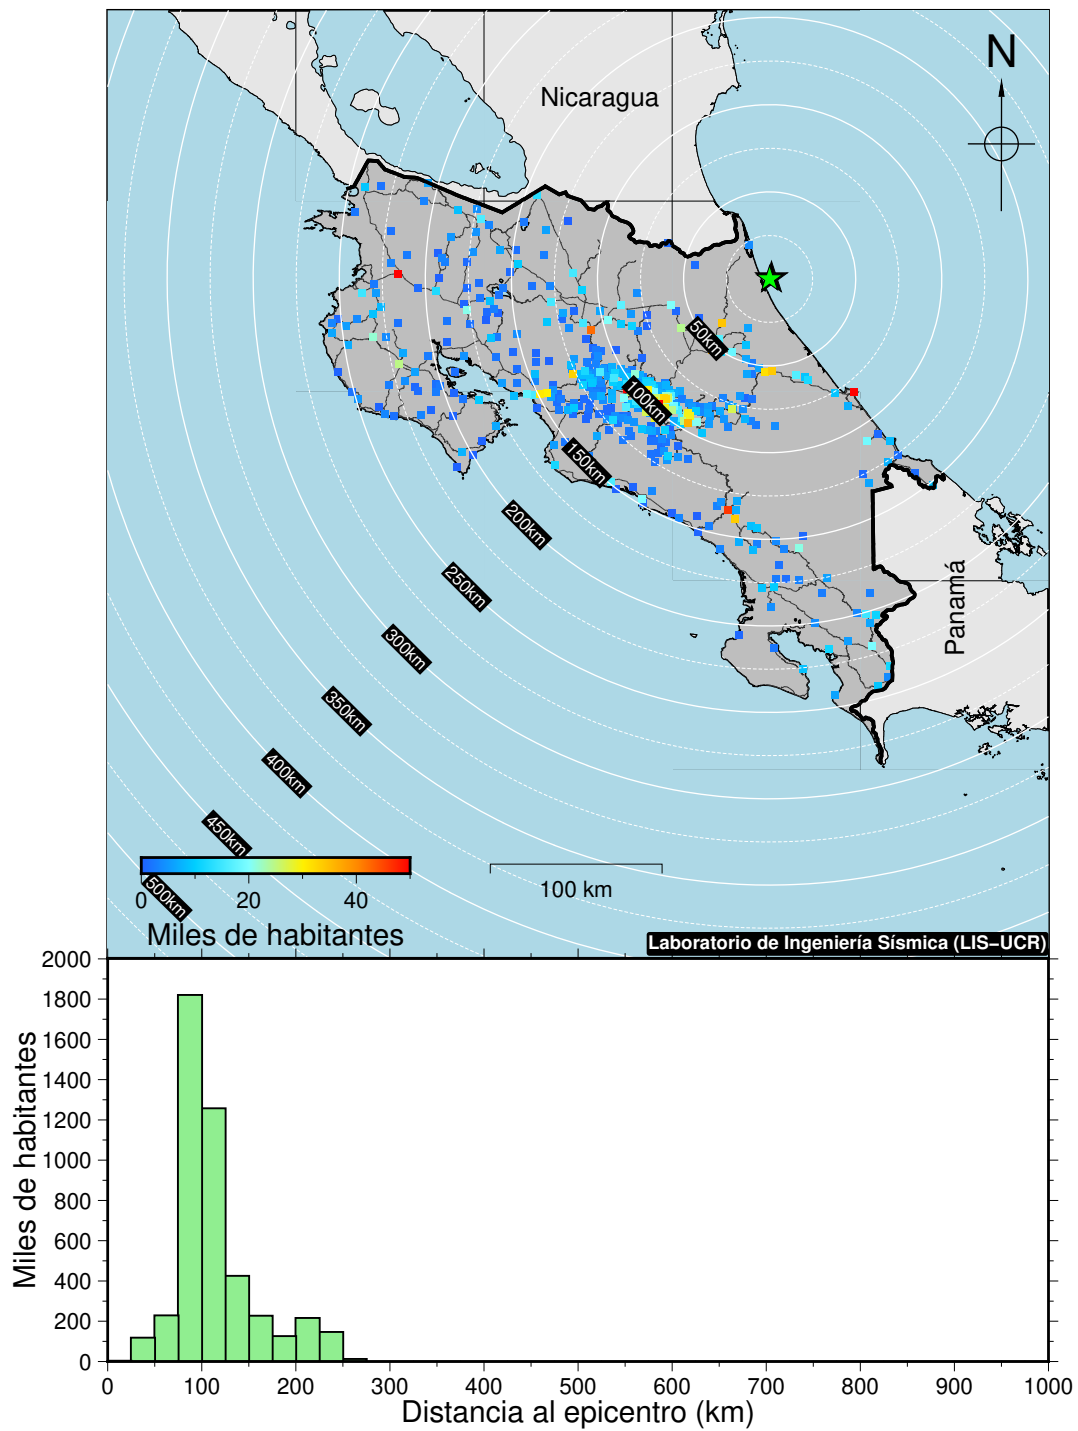 N
Nicaragua
50km
100km
150km
200km
250km
300km
350km
400km
450km
500km
Panamá
0 20 40
Miles de habitantes
100 km
Laboratorio de Ingeniería Sísmica (LIS–UCR)
2000
1800
1600
1400
1200
1000
800
600
400
200
0
Miles de habitantes
0 100 200 300 400 500 600 700 800 900 1000
Distancia al epicentro (km)